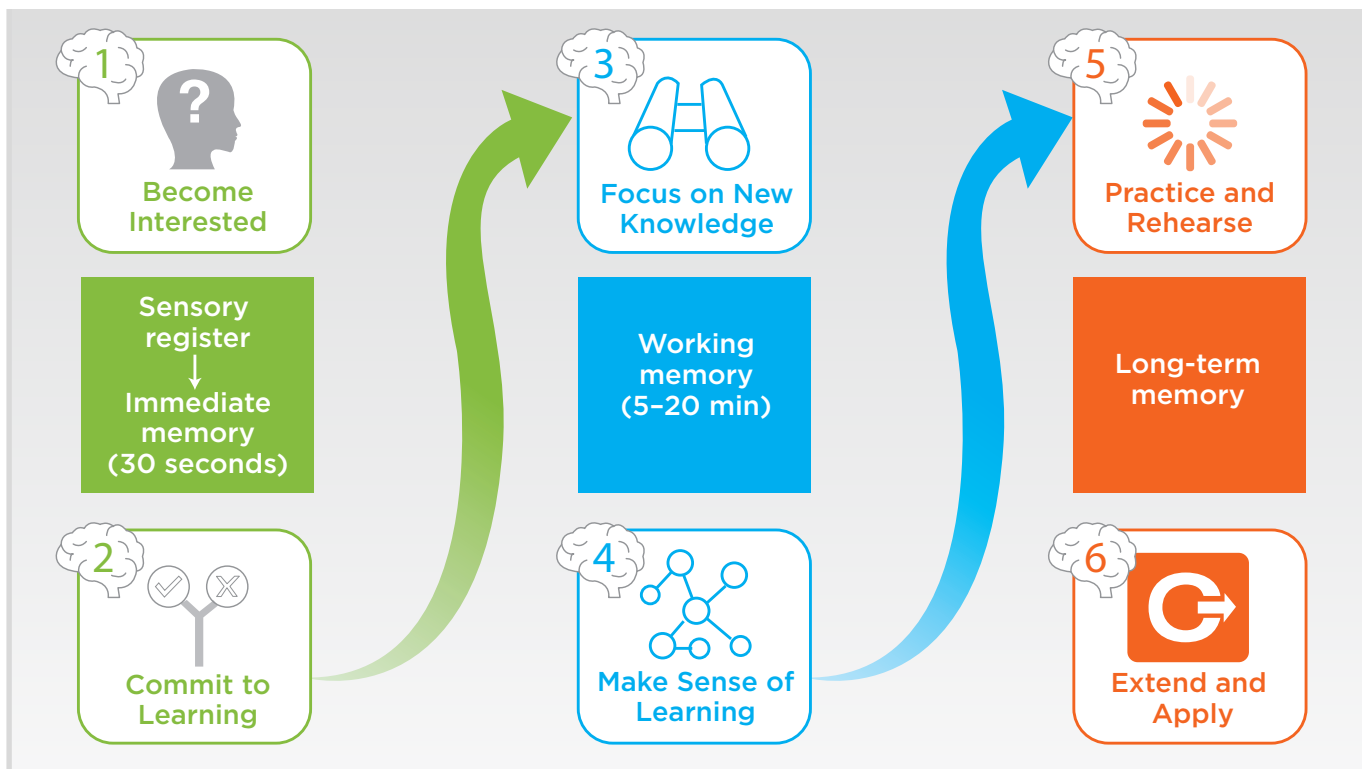 1
?
Become
Interested
Sensory
register
↓
Immediate
memory
(30 seconds)
2
Commit to
Learning
3
Focus on New
Knowledge
Working
memory
(5–20 min)
4
Make Sense of
Learning
5
Practice and
Rehearse
Long-term
memory
6
Extend and
Apply